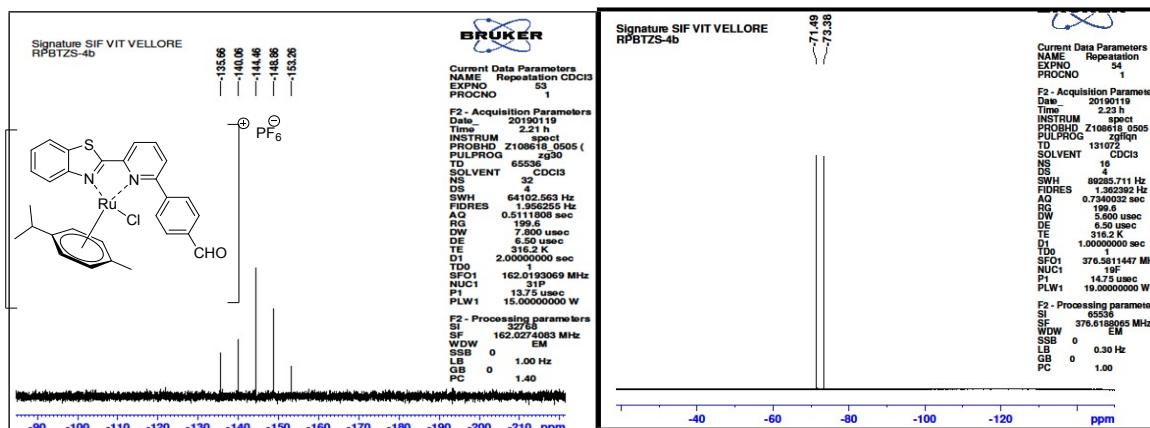 Signature SIF VIT VELLORE
RPBTZS-4b
-135.66
-140.06
-144.46
-148.86
-153.26
BRUKER
Current Data Parameters
NAME Repeatation CDCl3
EXPNO 53
PROCNO 1
F2 - Acquisition Parameters
Date_ 20190119
Time 2.21 h
INSTRUM spect
PROBHD Z108618_0505 (
PULPROG zg30
TD 65536
SOLVENT CDCl3
NS 32
DS 4
SWH 64102.563 Hz
FIDRES 1.956255 Hz
AQ 0.5111808 sec
RG 199.6
DW 7.800 usec
DE 6.50 usec
TE 316.2 K
D1 2.00000000 sec
TD0 1
SFO1 162.0193069 MHz
NUC1 31P
P1 13.75 usec
PLW1 15.00000000 W
F2 - Processing parameters
SI 32768
SF 162.0274083 MHz
WDW EM
SSB 0
LB 1.00 Hz
GB 0
PC 1.40
PF6
S
N
N
Ru
Cl
CHO
-90 -100 -110 -120 -130 -140 -150 -160 -170 -180 -190 -200 -210 ppm
Signature SIF VIT VELLORE
RPBTZS-4b
-71.49
-73.38
Current Data Parameters
NAME Repeatation
EXPNO 54
PROCNO 1
F2 - Acquisition Paramete
Date_ 20190119
Time 2.23 h
INSTRUM spect
PROBHD Z108618_0505
PULPROG zgflqn
TD 131072
SOLVENT CDCl3
NS 16
DS 4
SWH 89285.711 Hz
FIDRES 1.362392 Hz
AQ 0.7340032 sec
RG 199.6
DW 5.600 usec
DE 6.50 usec
TE 316.2 K
D1 1.00000000 sec
TD0 1
SFO1 376.5811447 MH
NUC1 19F
P1 14.75 usec
PLW1 19.00000000 W
F2 - Processing paramete
SI 65536
SF 376.6188065 MHz
WDW EM
SSB 0
LB 0.30 Hz
GB 0
PC 1.00
-40 -60 -80 -100 -120 ppm